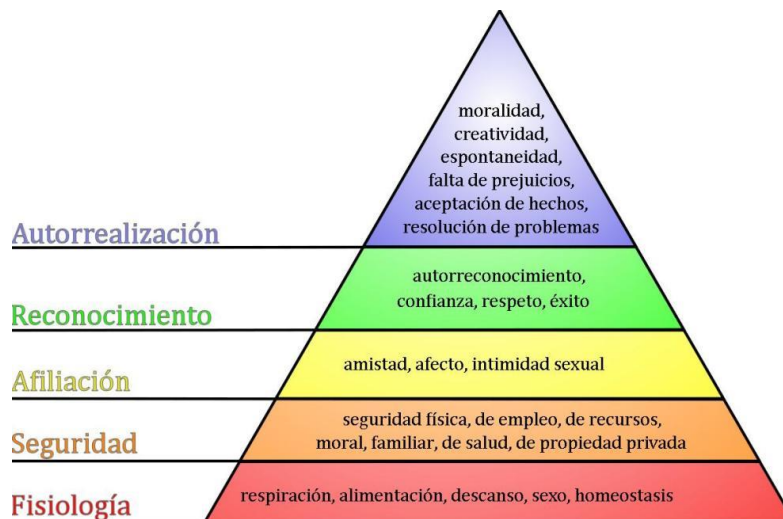 moralidad,
creatividad,
espontaneidad,
falta de prejuicios,
aceptación de hechos,
resolución de problemas
Autorrealización
autorreconocimiento,
confianza, respeto, éxito
Reconocimiento
amistad, afecto, intimidad sexual
Afiliación
seguridad física, de empleo, de recursos,
moral, familiar, de salud, de propiedad privada
Seguridad
respiración, alimentación, descanso, sexo, homeostasis
Fisiología